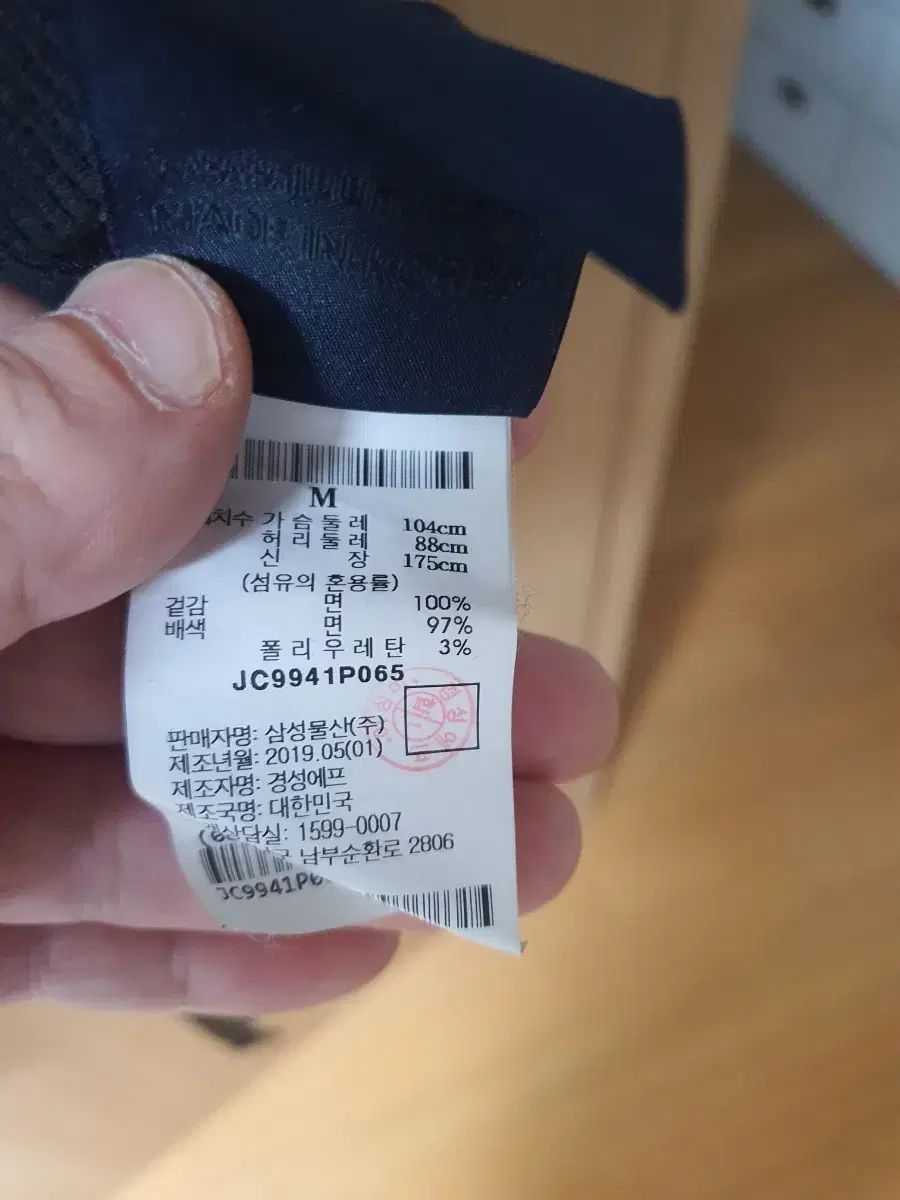 M
치수 가슴둘레 104cm
허리둘레 88cm
신장 175cm
(섬유의 혼용률)
겉감 면 100%
배색 면 97%
폴리우레탄 3%
JC9941P065
판매자명: 삼성물산(주)
제조년월: 2019.05(01)
제조자명: 경성에프
제조국명: 대한민국
상담실: 1599-0007
남부순환로 2806